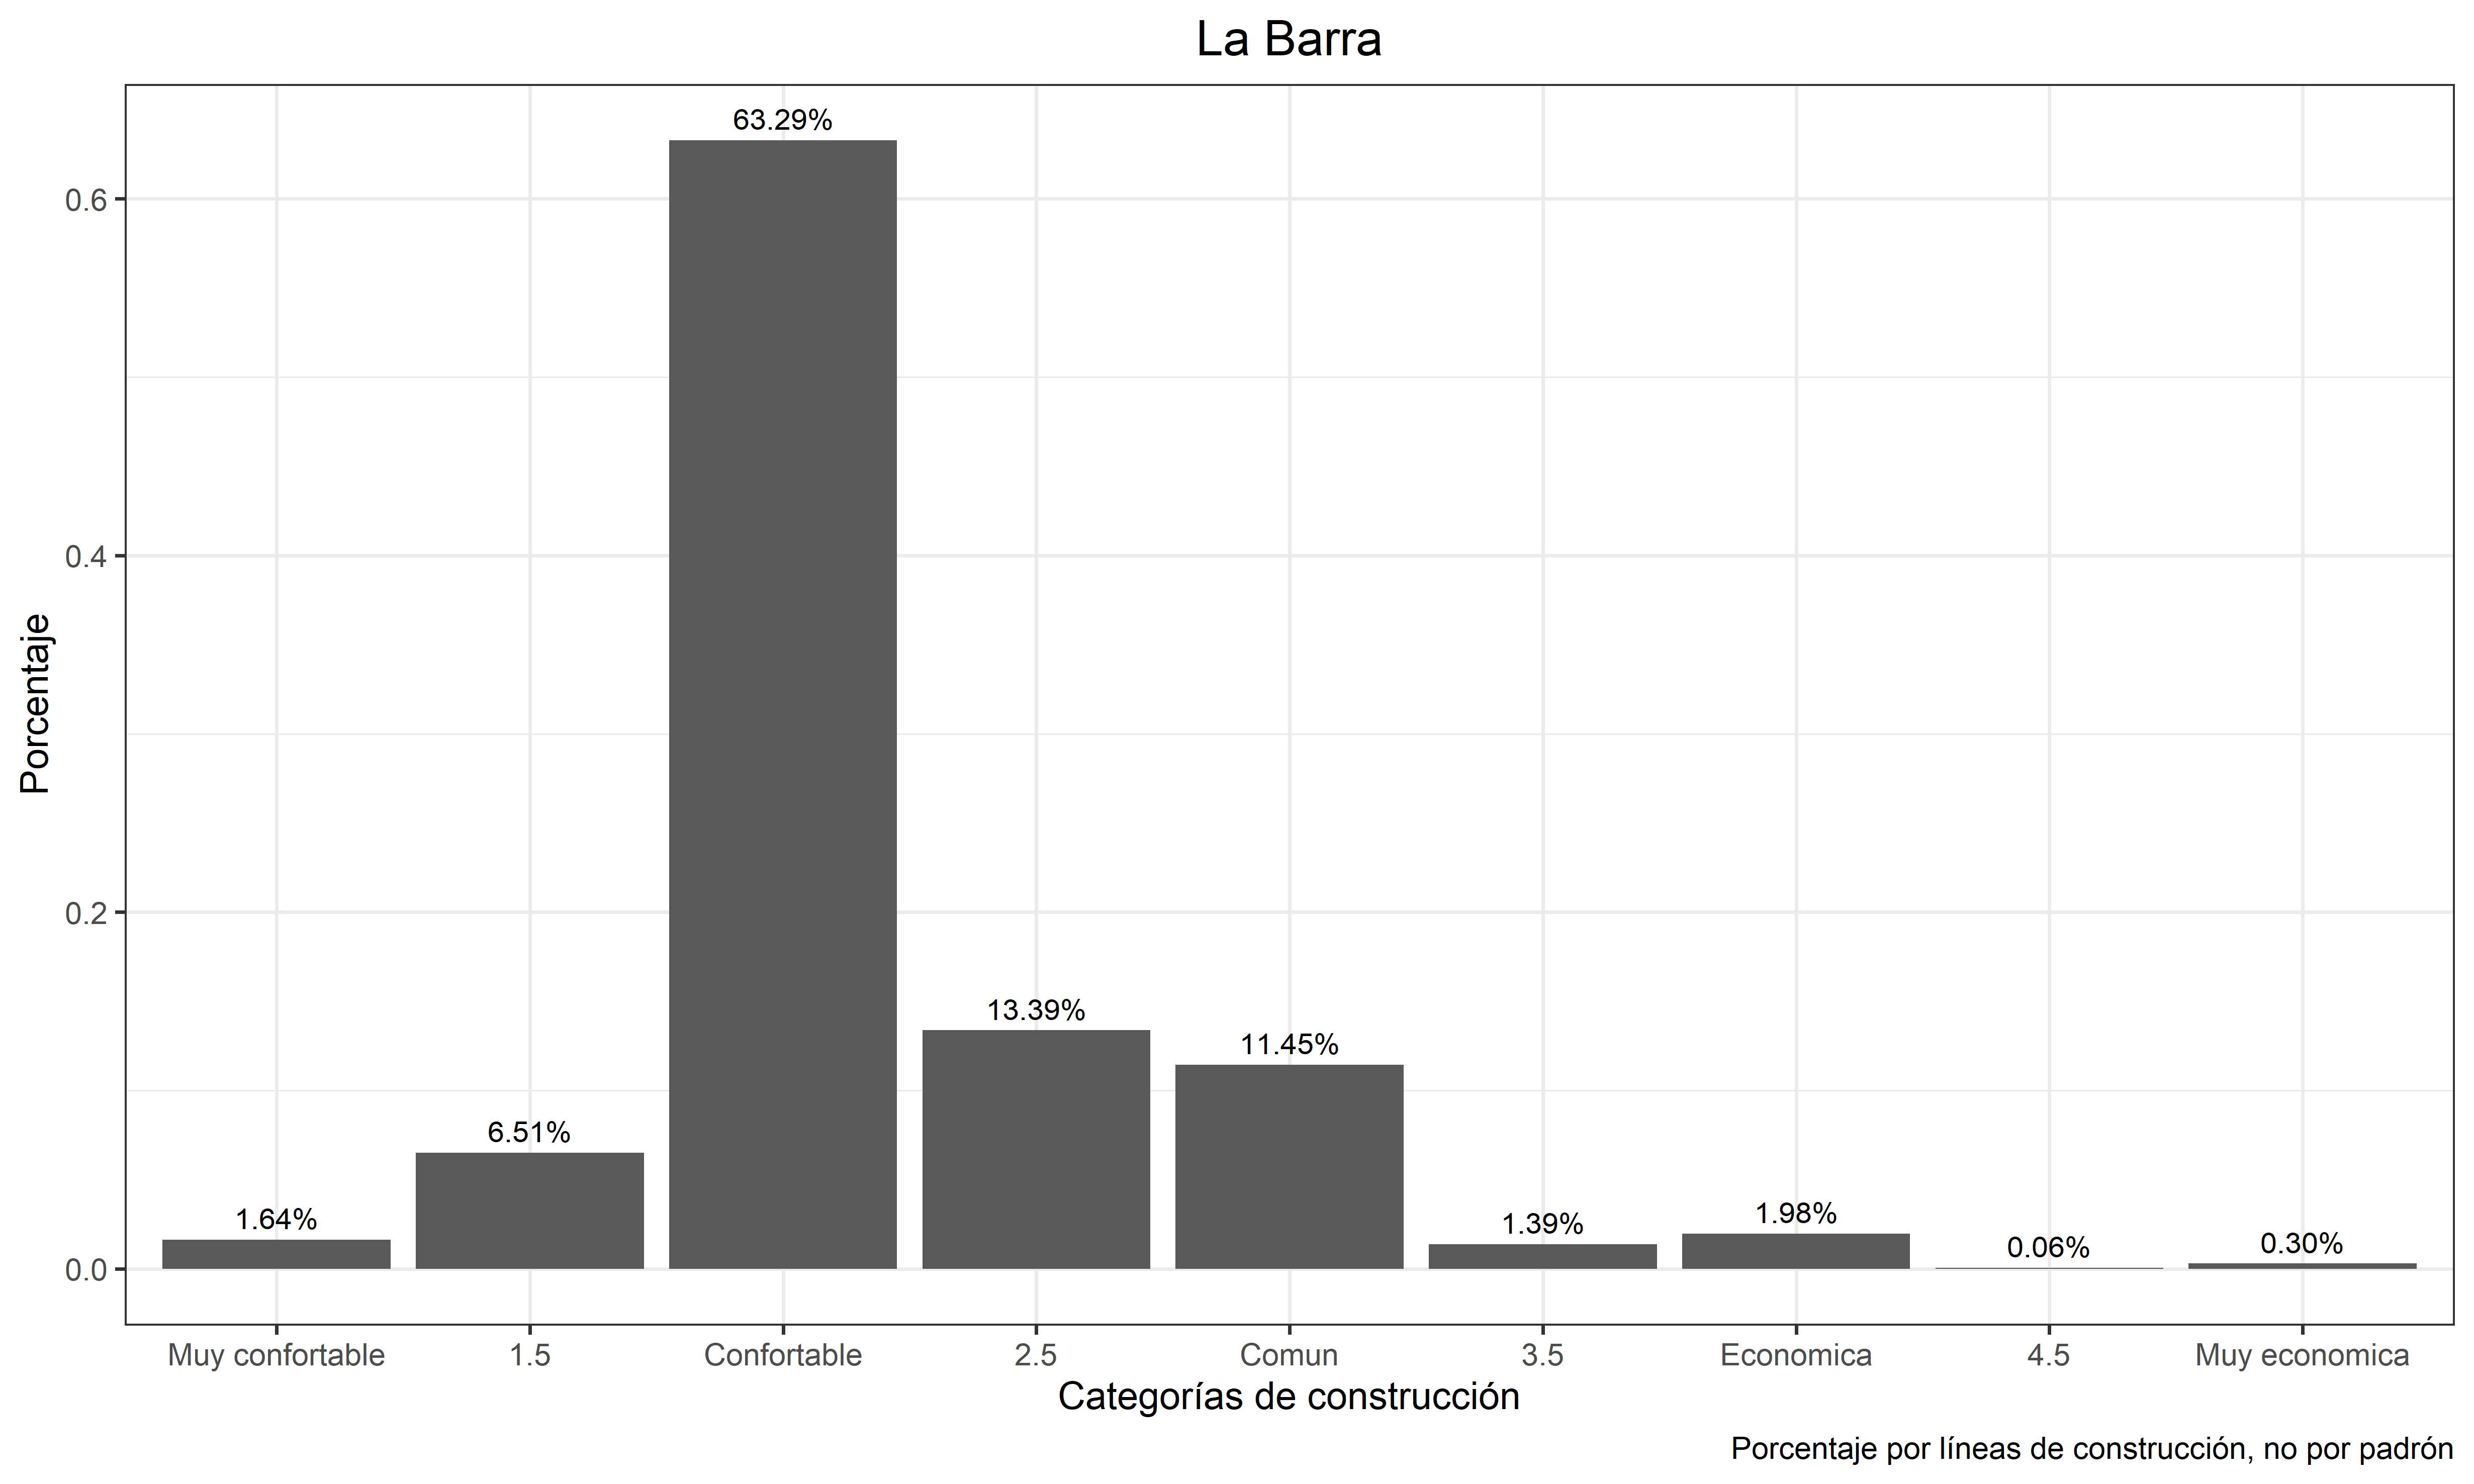 La Barra
63.29%
0.6
0.4
Porcentaje
0.2
13.39%
11.45%
6.51%
1.64%
1.39%
1.98%
0.06%
0.30%
0.0
Muy confortable 1.5 Confortable 2.5 Comun 3.5 Economica 4.5 Muy economica
Categorías de construcción
Porcentaje por líneas de construcción, no por padrón